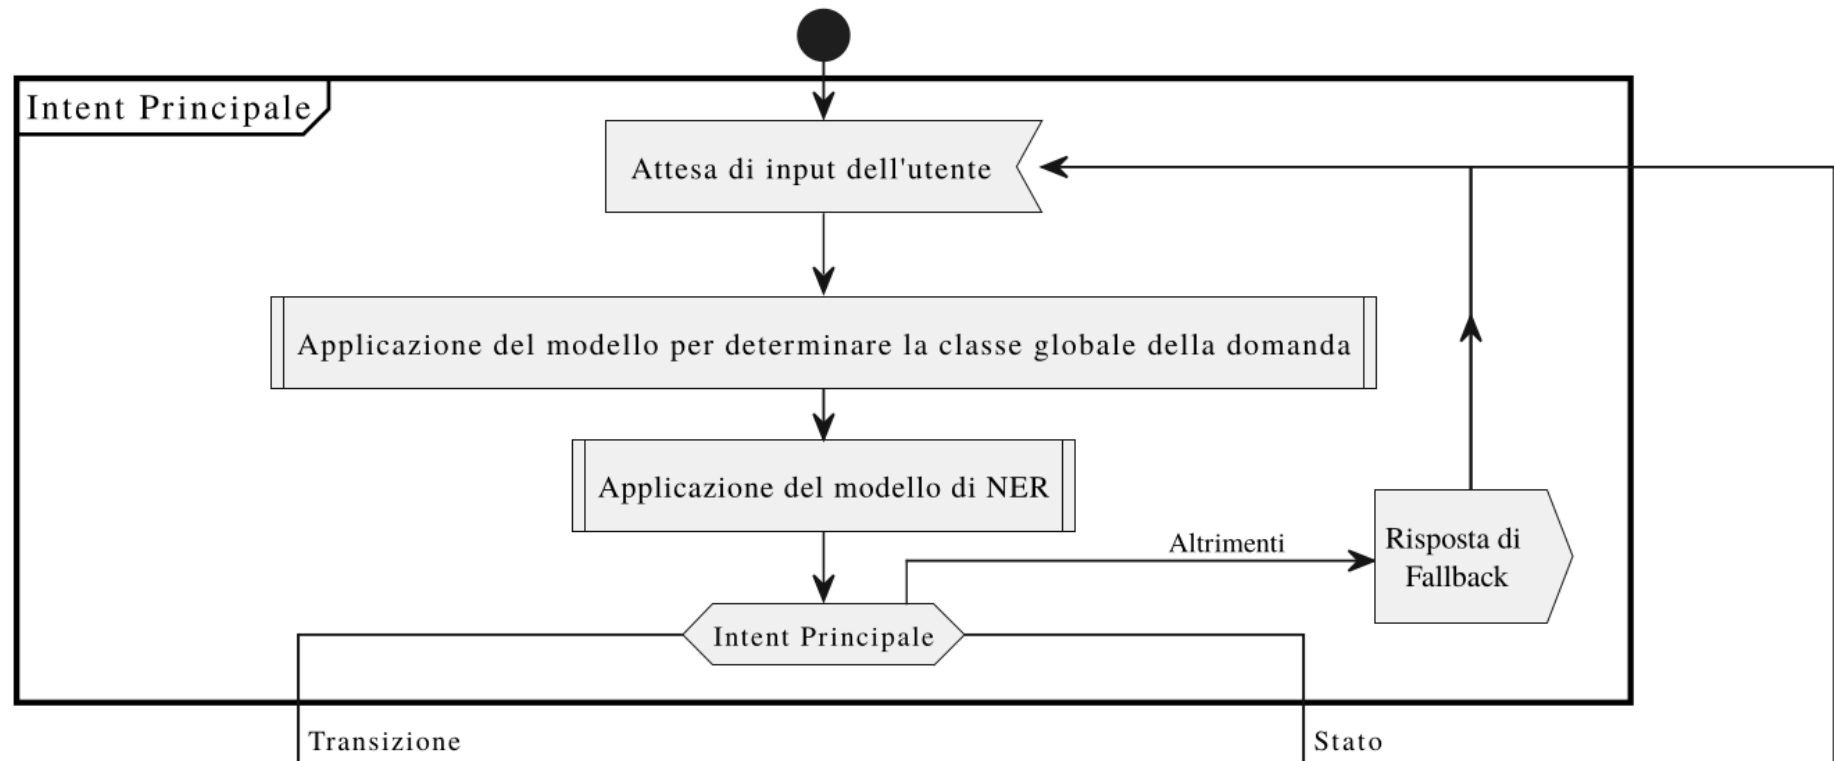 Intent Principale
Attesa di input dell'utente
Applicazione del modello per determinare la classe globale della domanda
Applicazione del modello di NER
Altrimenti
Risposta di
Fallback
Intent Principale
Transizione
Stato